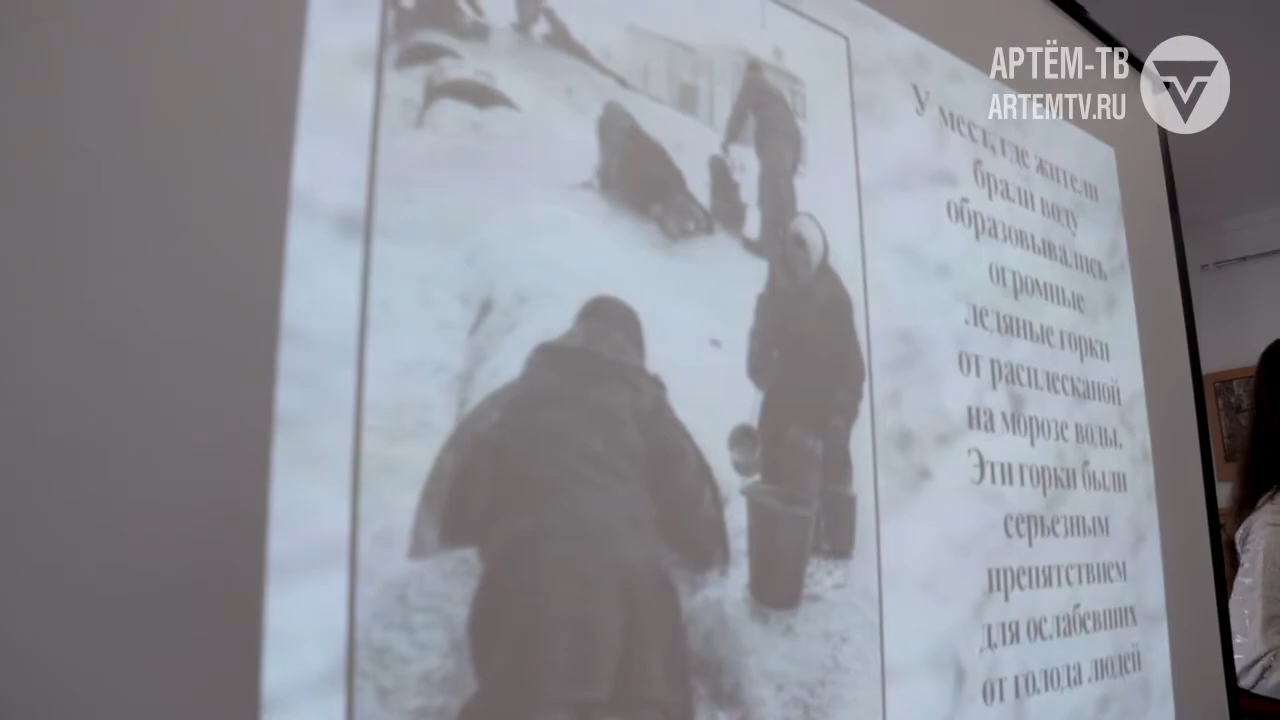 АРТЁМ-ТВ
ARTEMTV.RU
У мест, где жители
брали воду
образовывались
огромные
ледяные горки
от расплесканой
на морозе воды.
Эти горки были
серьезным
препятствием
для ослабевших
от голода людей